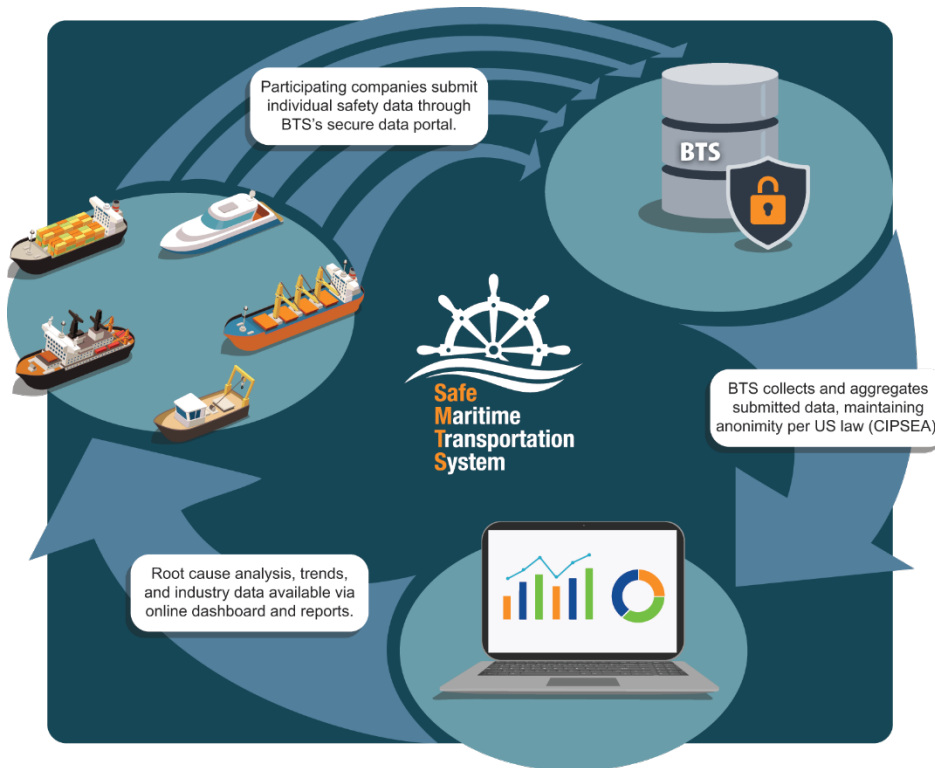 Participating companies submit
individual safety data through
BTS's secure data portal.
BTS
BTS collects and aggregates
submitted data, maintaining
anonimity per US law (CIPSEA)
Safe
Maritime
Transportation
System
Root cause analysis, trends,
and industry data available via
online dashboard and reports.